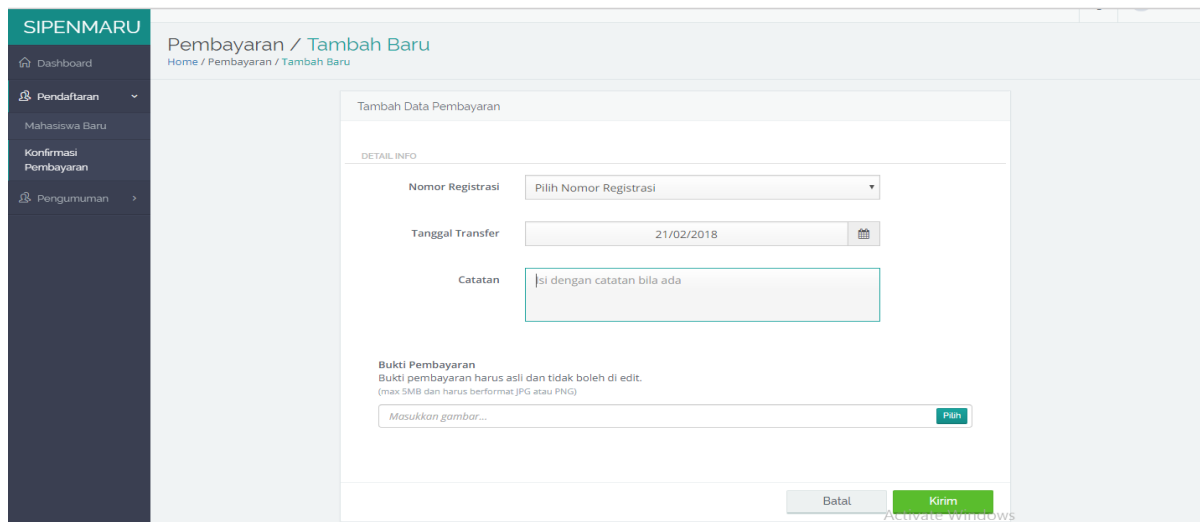 SIPENMARU
Dashboard
Pendaftaran
Mahasiswa Baru
Konfirmasi
Pembayaran
Pengumuman
Pembayaran / Tambah Baru
Home / Pembayaran / Tambah Baru
Tambah Data Pembayaran
DETAIL INFO
Nomor Registrasi
Pilih Nomor Registrasi
Tanggal Transfer
21/02/2018
Catatan
Isi dengan catatan bila ada
Bukti Pembayaran
Bukti pembayaran harus asli dan tidak boleh di edit.
(max 5MB dan harus berformat JPG atau PNG)
Masukkan gambar...
Pilih
Batal
Kirim
Activate Windows